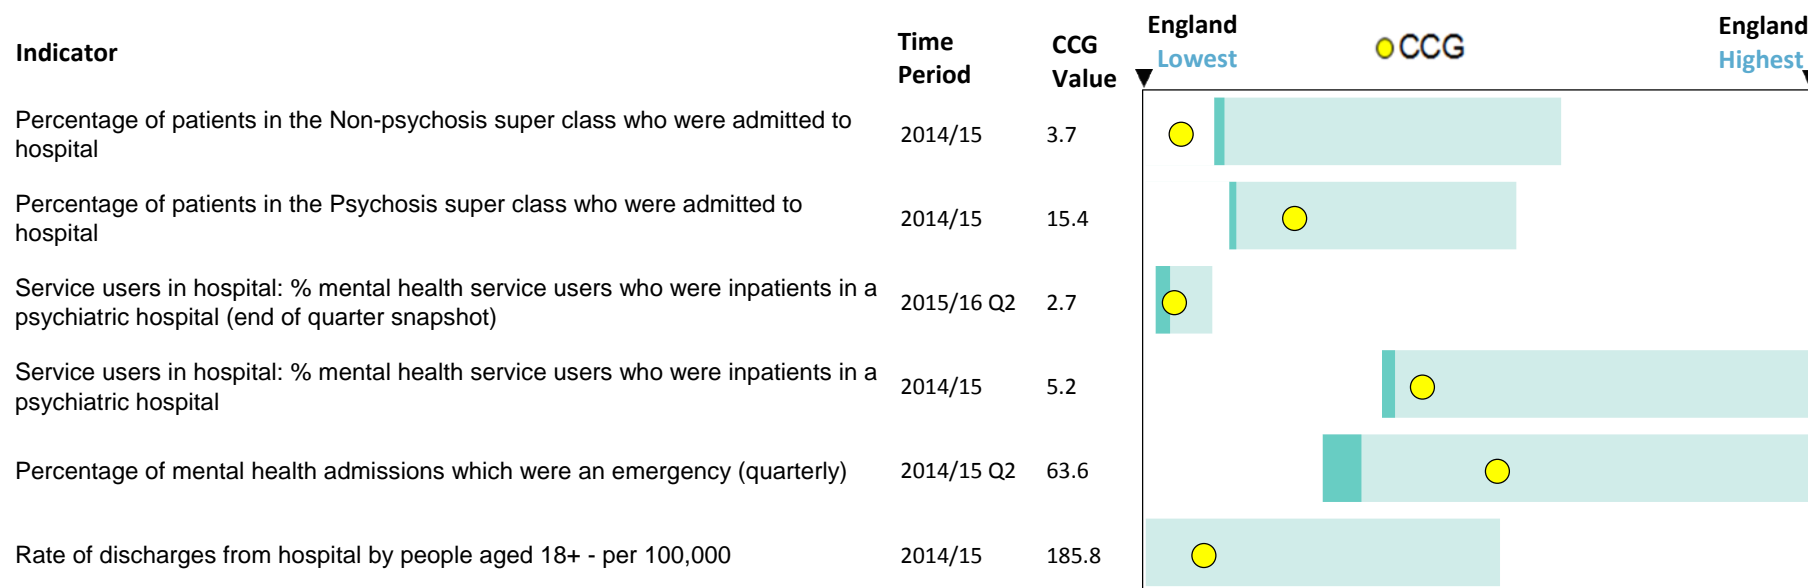 Indicator
Time
Period
CCG
Value
England
Lowest
CCG
England
Highest
Percentage of patients in the Non-psychosis super class who were admitted to
hospital
2014/15
3.7
Percentage of patients in the Psychosis super class who were admitted to
hospital
2014/15
15.4
Service users in hospital: % mental health service users who were inpatients in a
psychiatric hospital (end of quarter snapshot)
2015/16 Q2
2.7
Service users in hospital: % mental health service users who were inpatients in a
psychiatric hospital
2014/15
5.2
Percentage of mental health admissions which were an emergency (quarterly)
2014/15 Q2
63.6
Rate of discharges from hospital by people aged 18+ - per 100,000
2014/15
185.8